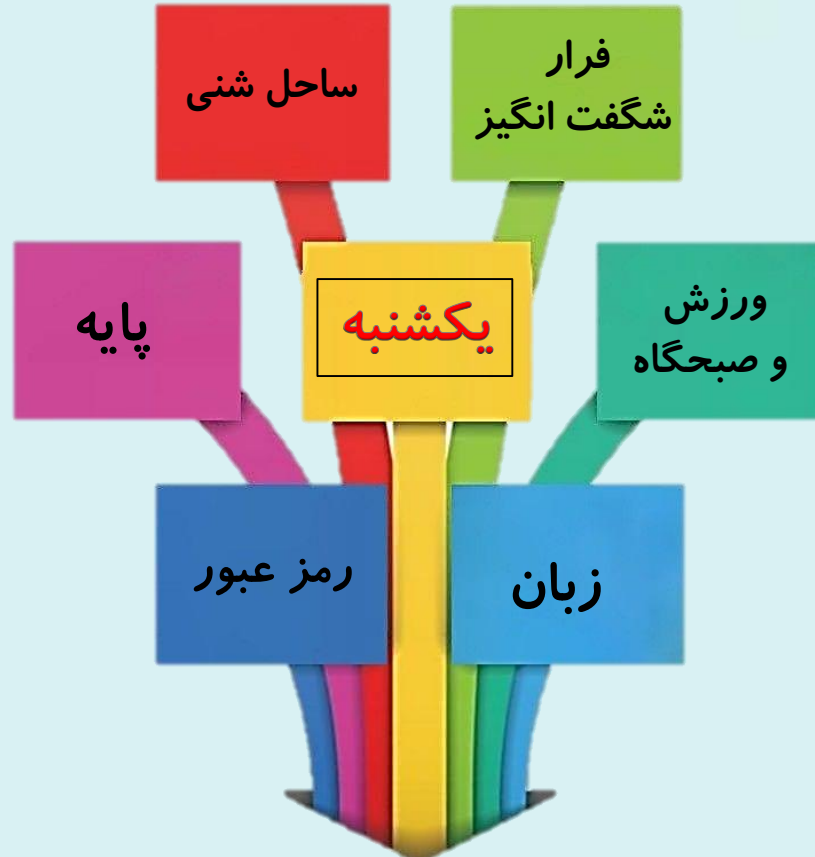 فرار
شگفت انگیز
ساحل شنی
ورزش
و صبحگاه
یکشنبه
پایه
زبان
رمز عبور